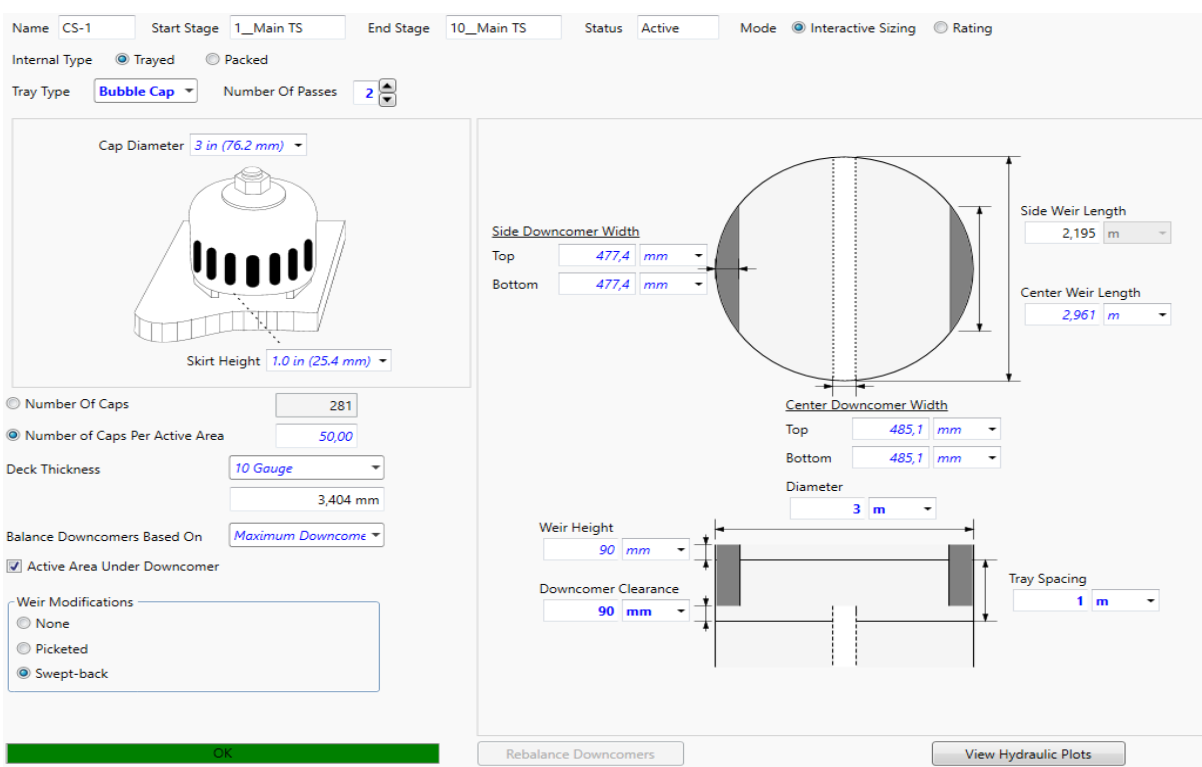 Name CS-1 Start Stage 1__Main TS End Stage 10__Main TS Status Active Mode Interactive Sizing Rating
Internal Type Trayed Packed
Tray Type Bubble Cap Number Of Passes 2
Cap Diameter 3 in (76.2 mm)
Skirt Height 1.0 in (25.4 mm)
Number Of Caps 281
Number of Caps Per Active Area 50,00
Deck Thickness 10 Gauge
3,404 mm
Balance Downcomers Based On Maximum Downcome
Active Area Under Downcomer
Weir Modifications
None
Picketed
Swept-back
OK
Side Downcomer Width
Top 477,4 mm
Bottom 477,4 mm
Side Weir Length
2,195 m
Center Weir Length
2,961 m
Center Downcomer Width
Top 485,1 mm
Bottom 485,1 mm
Diameter
3 m
Weir Height
90 mm
Downcomer Clearance
90 mm
Tray Spacing
1 m
Rebalance Downcomers View Hydraulic Plots